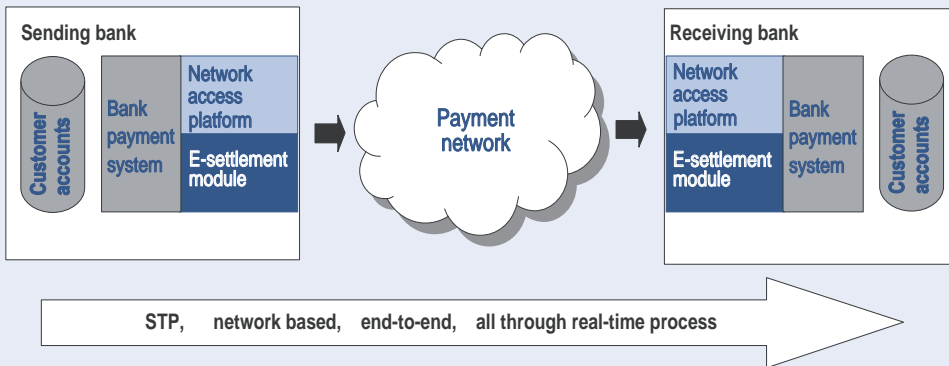 Sending bank
Customer
accounts
Bank
payment
system
Network
access
platform
E-settlement
module
Payment
network
Receiving bank
Network
access
platform
E-settlement
module
Bank
payment
system
Customer
accounts
STP, network based, end-to-end, all through real-time process